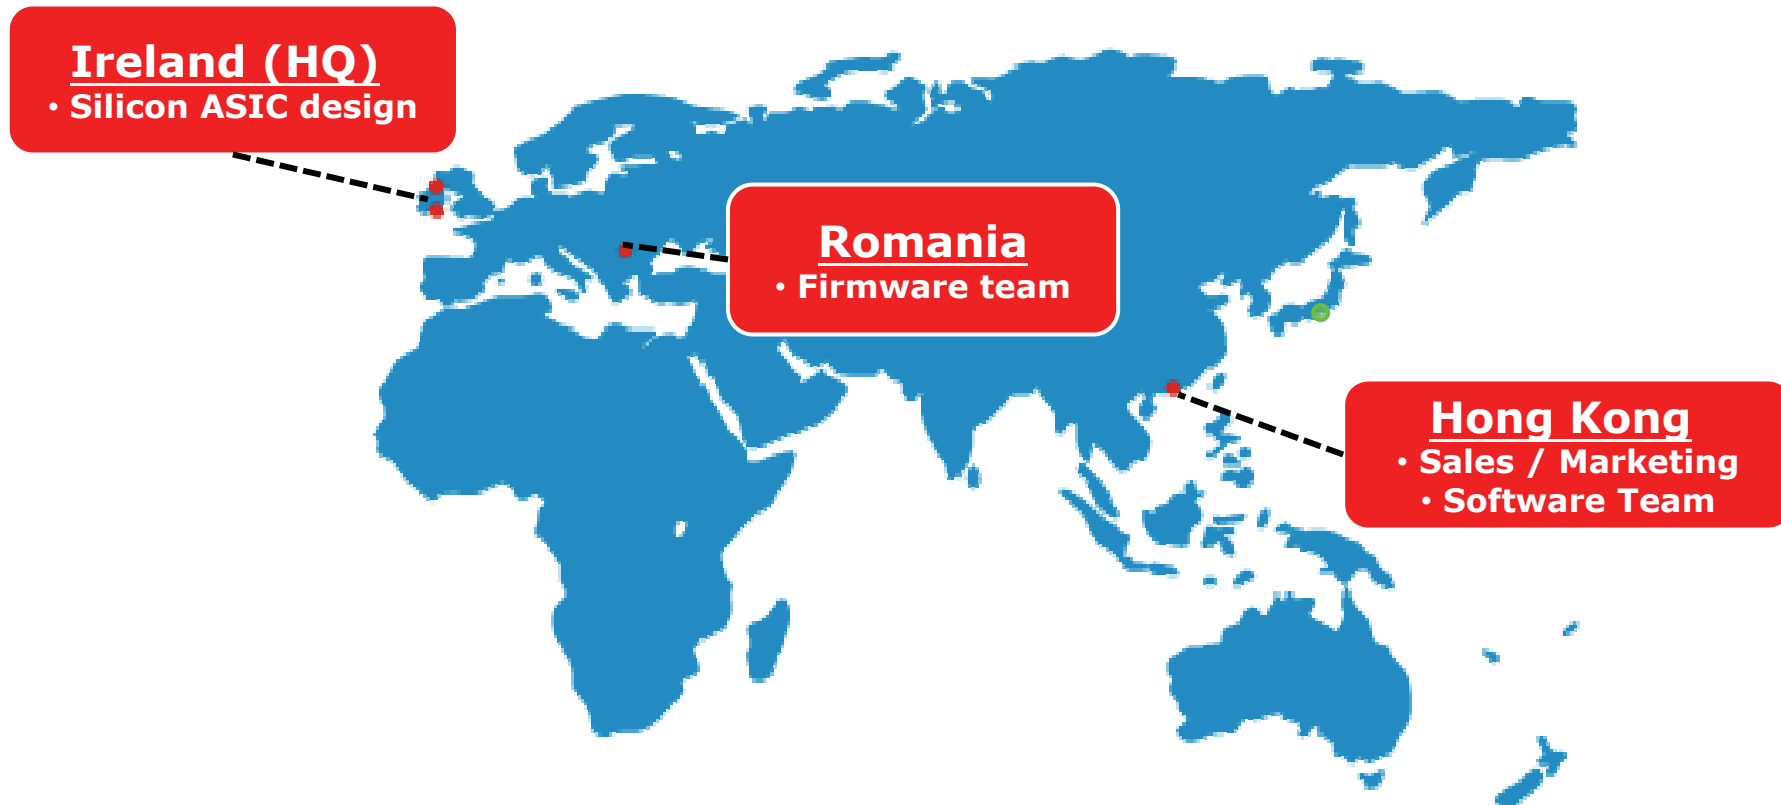 Ireland (HQ)
• Silicon ASIC design
Romania
• Firmware team
Hong Kong
• Sales / Marketing
• Software Team